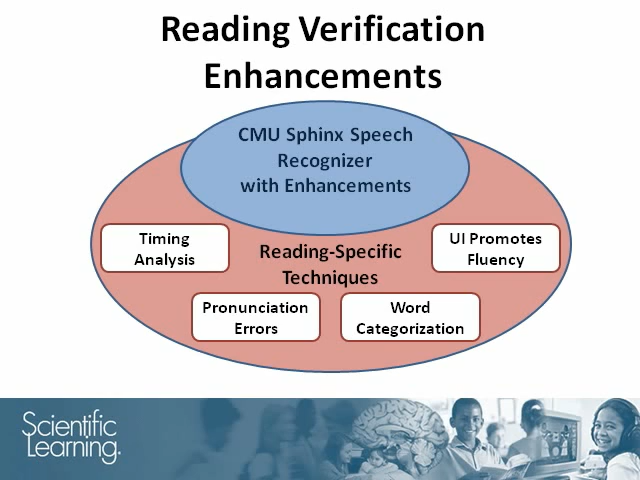 Reading Verification
Enhancements
CMU Sphinx Speech
Recognizer
with Enhancements
Timing
Analysis
Reading-Specific
Techniques
UI Promotes
Fluency
Pronunciation
Errors
Word
Categorization
Scientific
Learning.